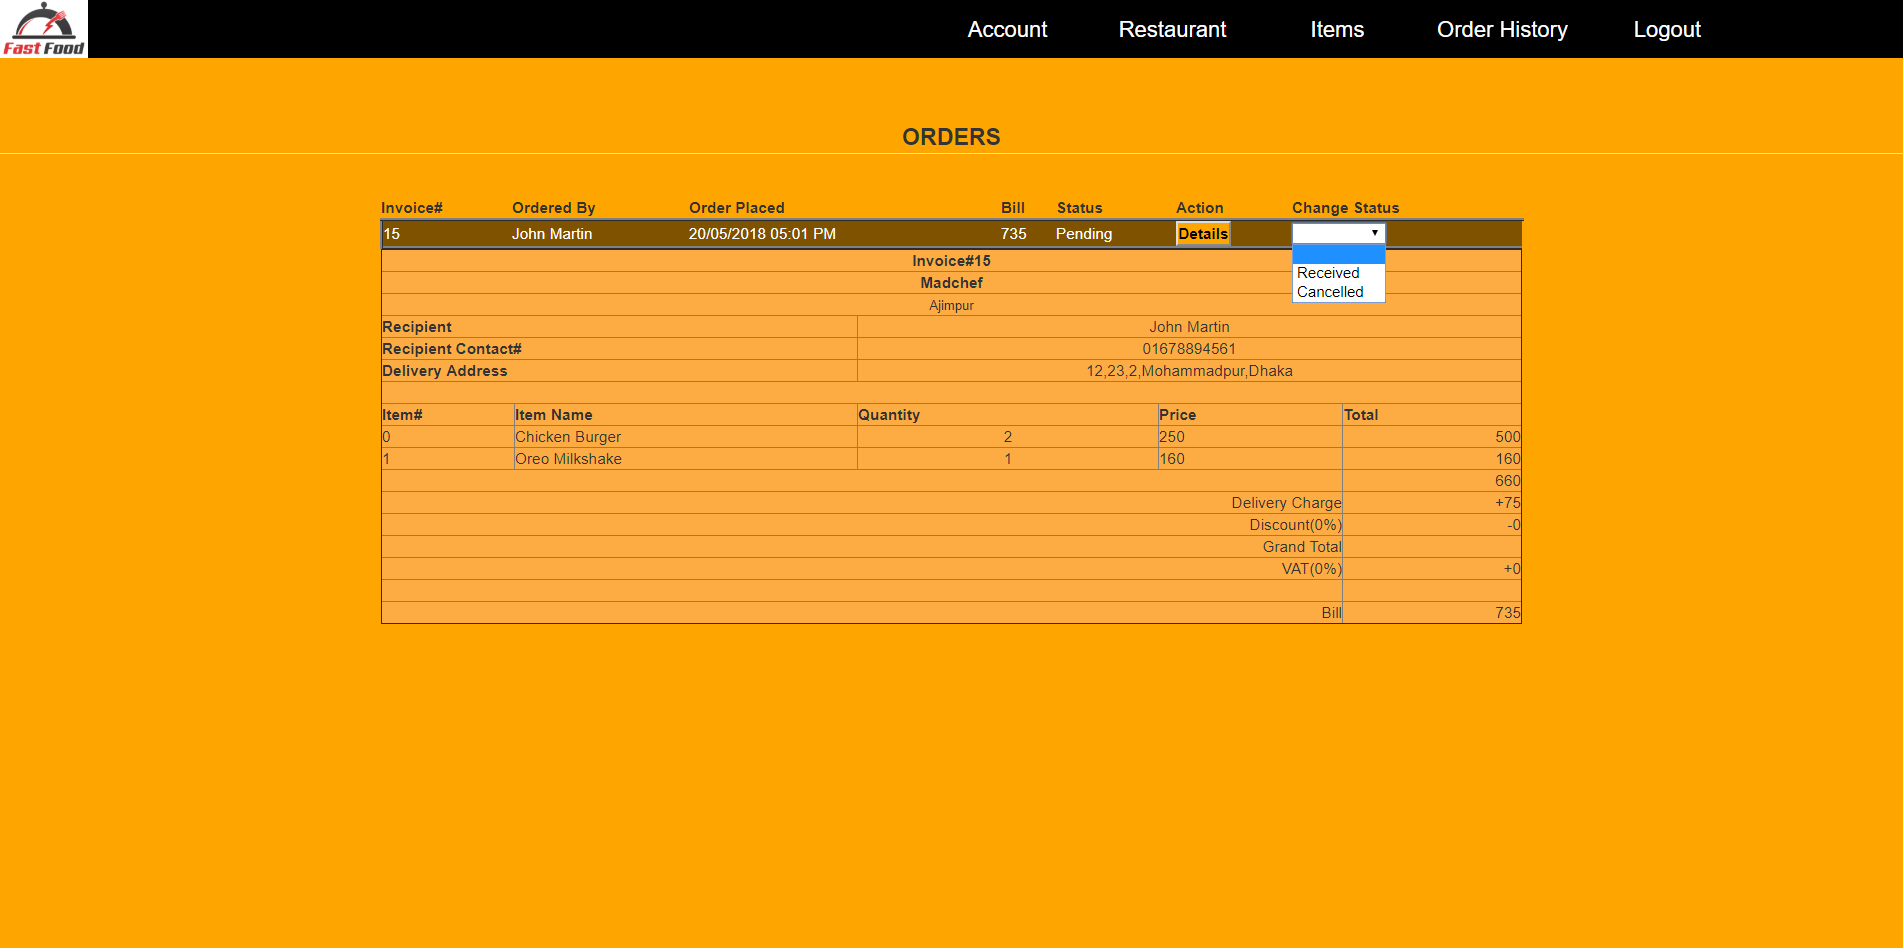 Fast Food
Account Restaurant Items Order History Logout
ORDERS
Invoice# Ordered By Order Placed Bill Status Action Change Status
15 John Martin 20/05/2018 05:01 PM 735 Pending Details
Received
Cancelled
Invoice#15
Madchef
Ajimpur
Recipient John Martin
Recipient Contact# 01678894561
Delivery Address 12,23,2,Mohammadpur,Dhaka
Item# Item Name Quantity Price Total
0 Chicken Burger 2 250 500
1 Oreo Milkshake 1 160 160
660
Delivery Charge +75
Discount(0%) -0
Grand Total
VAT(0%) +0
Bill 735